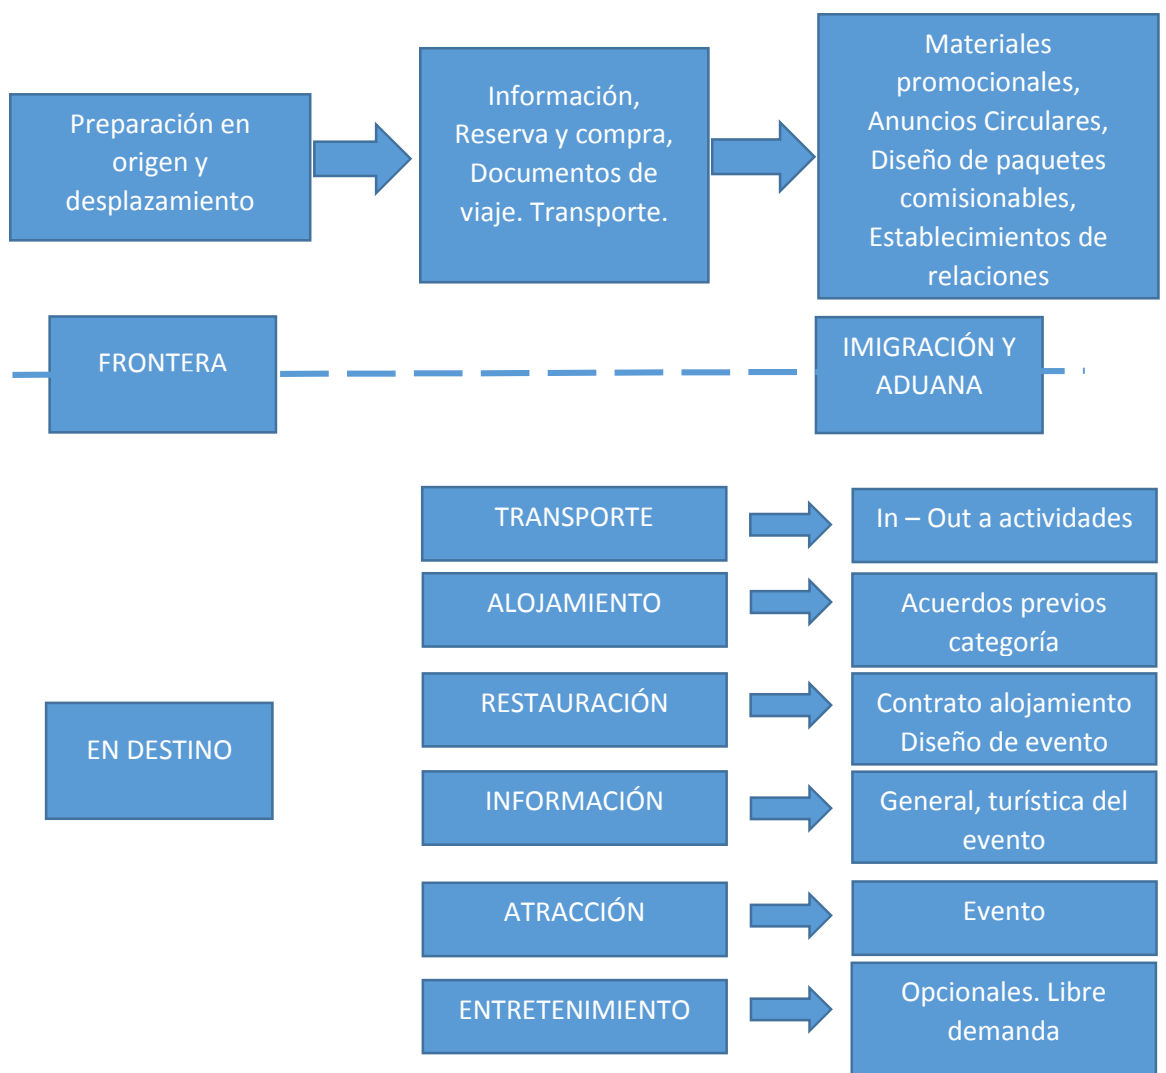 Preparación en
origen y
desplazamiento
Información,
Reserva y compra,
Documentos de
viaje. Transporte.
Materiales
promocionales,
Anuncios Circulares,
Diseño de paquetes
comisionables,
Establecimientos de
relaciones
FRONTERA
IMIGRACIÓN Y
ADUANA
EN DESTINO
TRANSPORTE
In – Out a actividades
ALOJAMIENTO
Acuerdos previos
categoría
RESTAURACIÓN
Contrato alojamiento
Diseño de evento
INFORMACIÓN
General, turística del
evento
ATRACCIÓN
Evento
ENTRETENIMIENTO
Opcionales. Libre
demanda